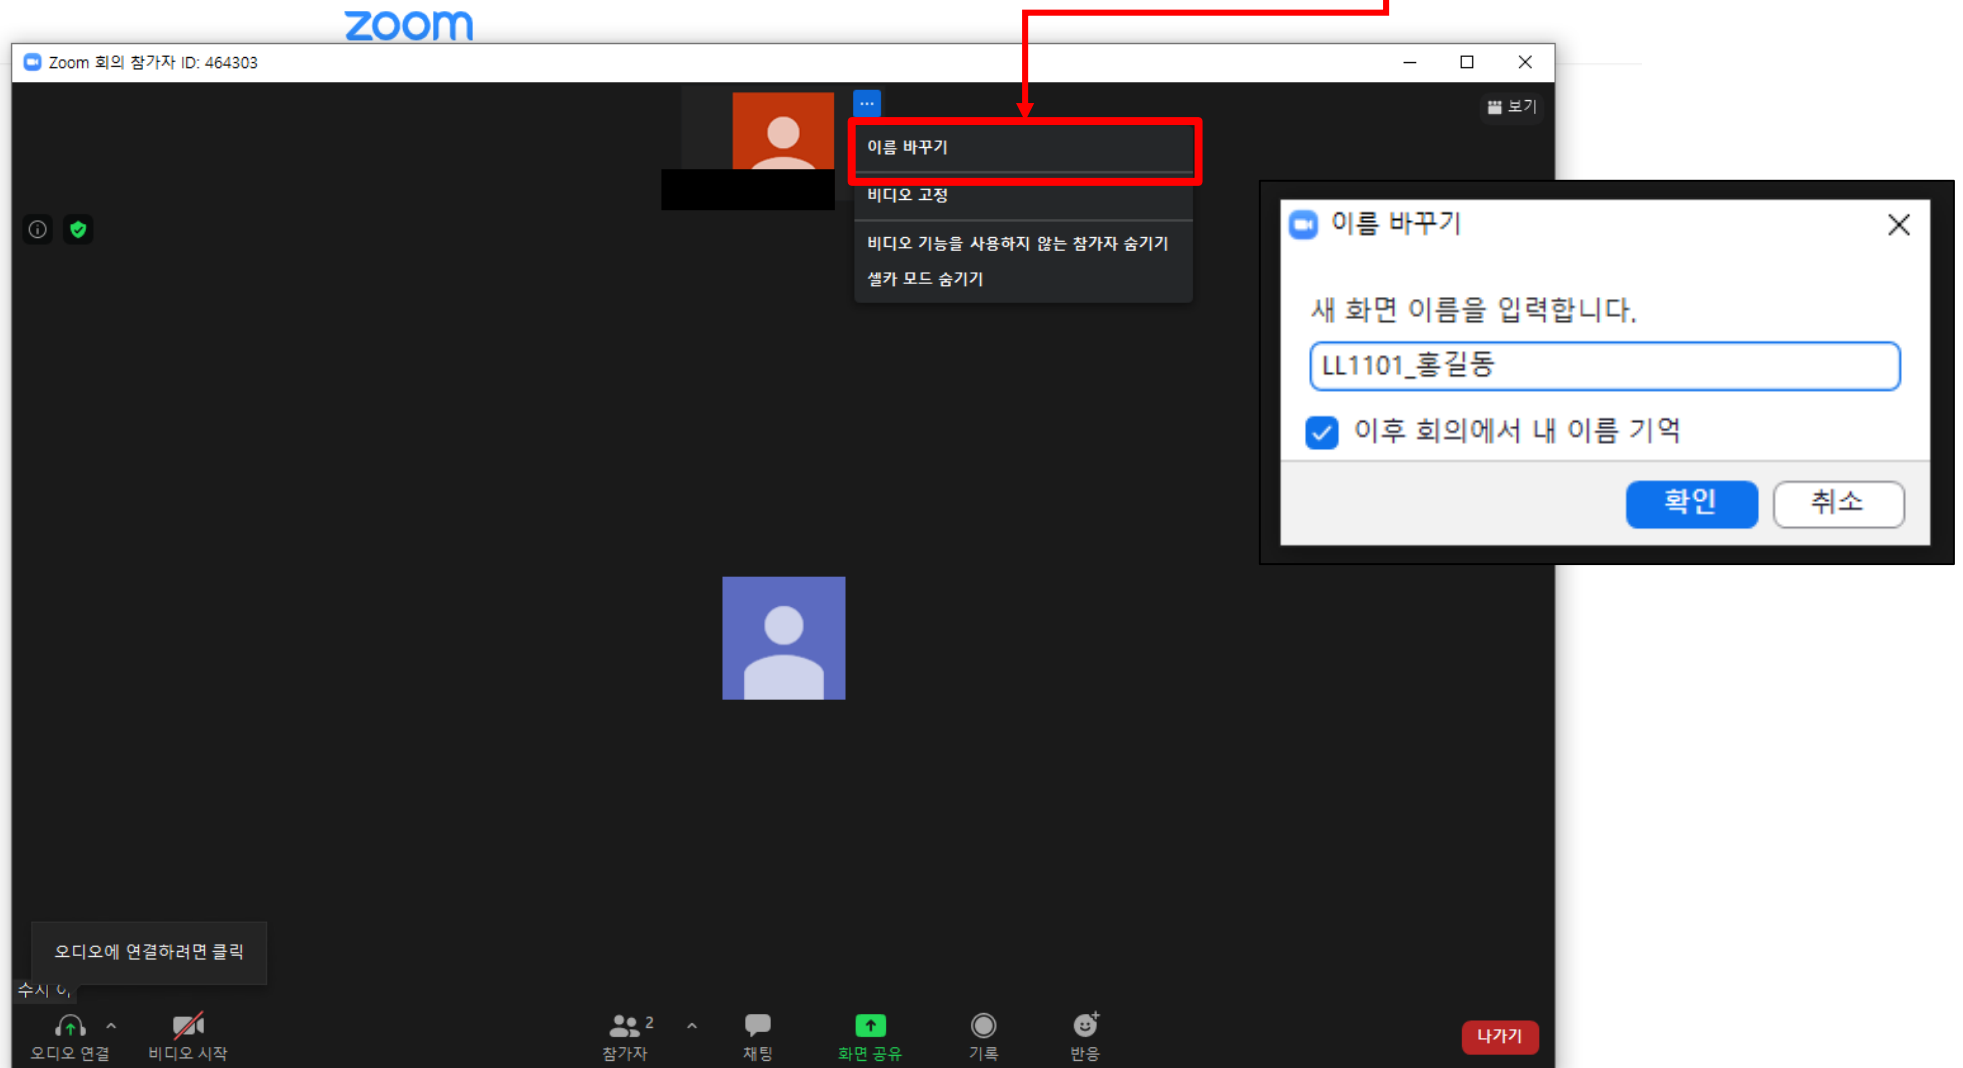 zoom
Zoom 회의 참가자 ID: 464303
보기
이름 바꾸기
비디오 고정
비디오 기능을 사용하지 않는 참가자 숨기기
셀카 모드 숨기기
이름 바꾸기
새 화면 이름을 입력합니다.
LL1101_홍길동
이후 회의에서 내 이름 기억
확인
취소
오디오에 연결하려면 클릭
오디오 연결
비디오 시작
2
참가자
채팅
화면 공유
기록
반응
나가기